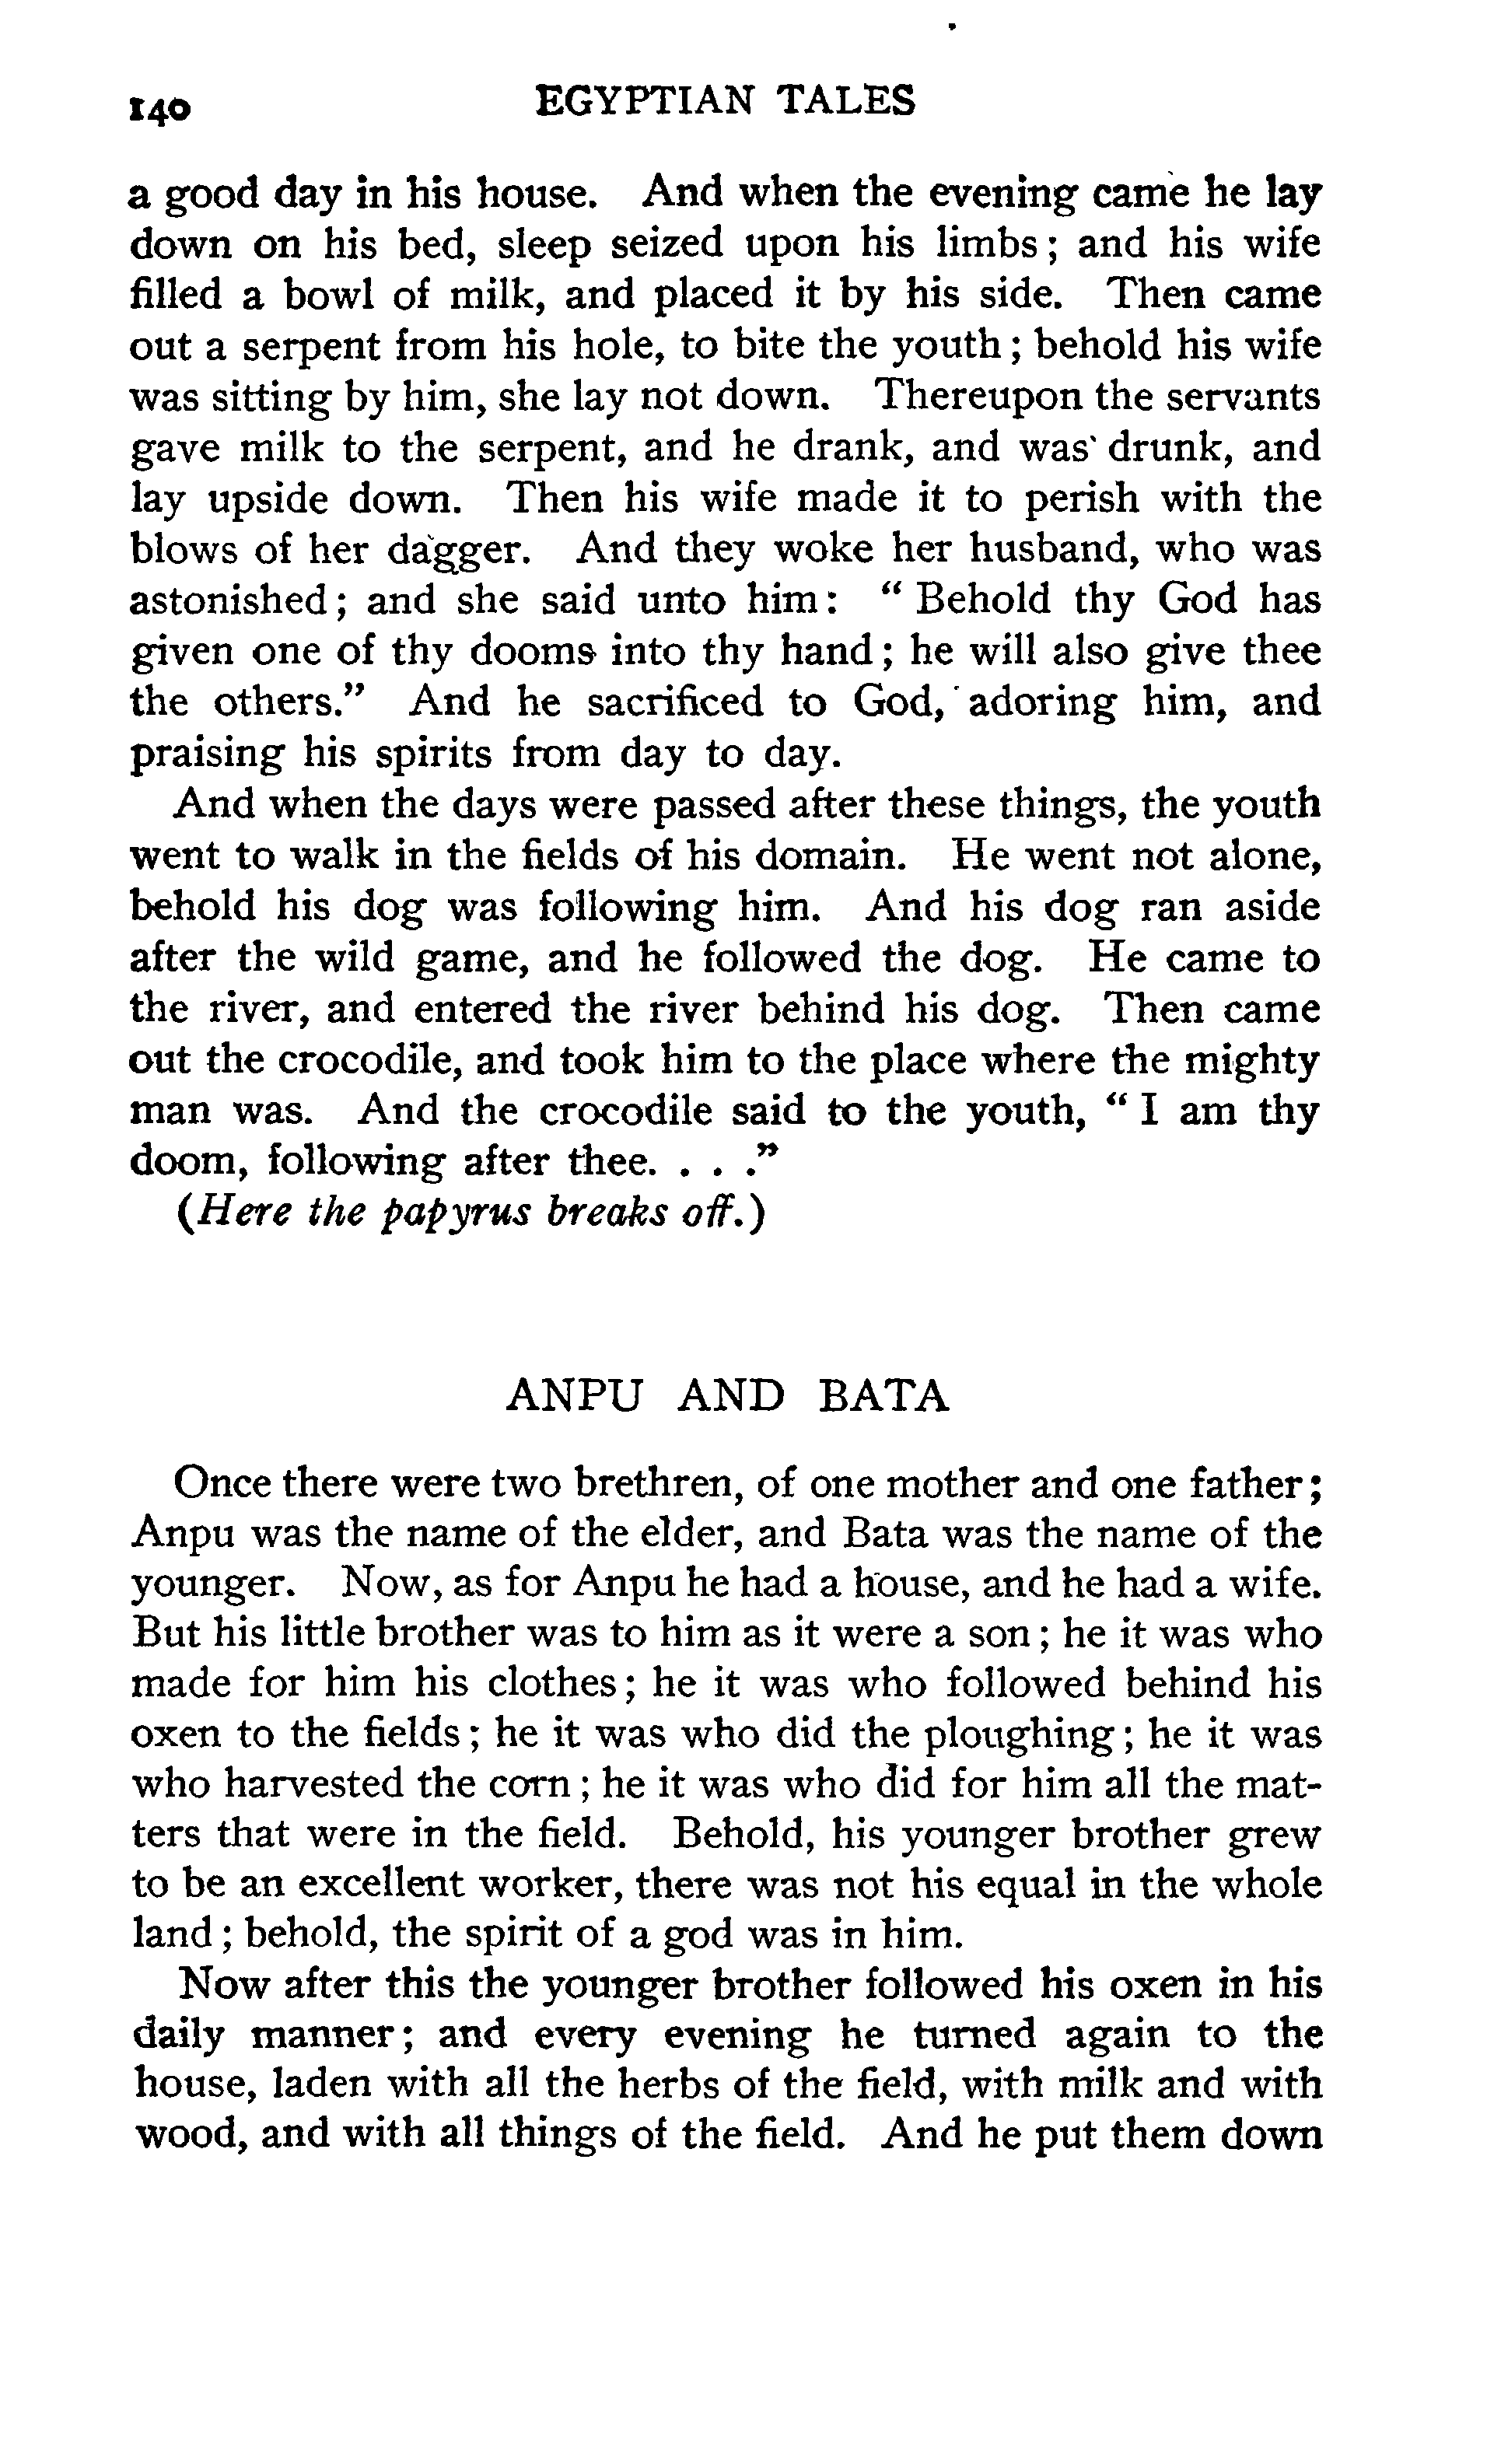 140 EGYPTIAN TALES
a good day in his house. And when the evening came he lay
down on his bed, sleep seized upon his limbs; and his wife
filled a bowl of milk, and placed it by his side. Then came
out a serpent from his hole, to bite the youth; behold his wife
was sitting by him, she lay not down. Thereupon the servants
gave milk to the serpent, and he drank, and was drunk, and
lay upside down. Then his wife made it to perish with the
blows of her dagger. And they woke her husband, who was
astonished; and she said unto him: “Behold thy God has
given one of thy dooms into thy hand; he will also give thee
the others.” And he sacrificed to God, adoring him, and
praising his spirits from day to day.
And when the days were passed after these things, the youth
went to walk in the fields of his domain. He went not alone,
behold his dog was following him. And his dog ran aside
after the wild game, and he followed the dog. He came to
the river, and entered the river behind his dog. Then came
out the crocodile, and took him to the place where the mighty
man was. And the crocodile said to the youth, “I am thy
doom, following after thee. . . .”
(Here the papyrus breaks off.)
ANPU AND BATA
Once there were two brethren, of one mother and one father;
Anpu was the name of the elder, and Bata was the name of the
younger. Now, as for Anpu he had a house, and he had a wife.
But his little brother was to him as it were a son; he it was who
made for him his clothes; he it was who followed behind his
oxen to the fields; he it was who did the ploughing; he it was
who harvested the corn; he it was who did for him all the mat-
ters that were in the field. Behold, his younger brother grew
to be an excellent worker, there was not his equal in the whole
land; behold, the spirit of a god was in him.
Now after this the younger brother followed his oxen in his
daily manner; and every evening he turned again to the
house, laden with all the herbs of the field, with milk and with
wood, and with all things of the field. And he put them down